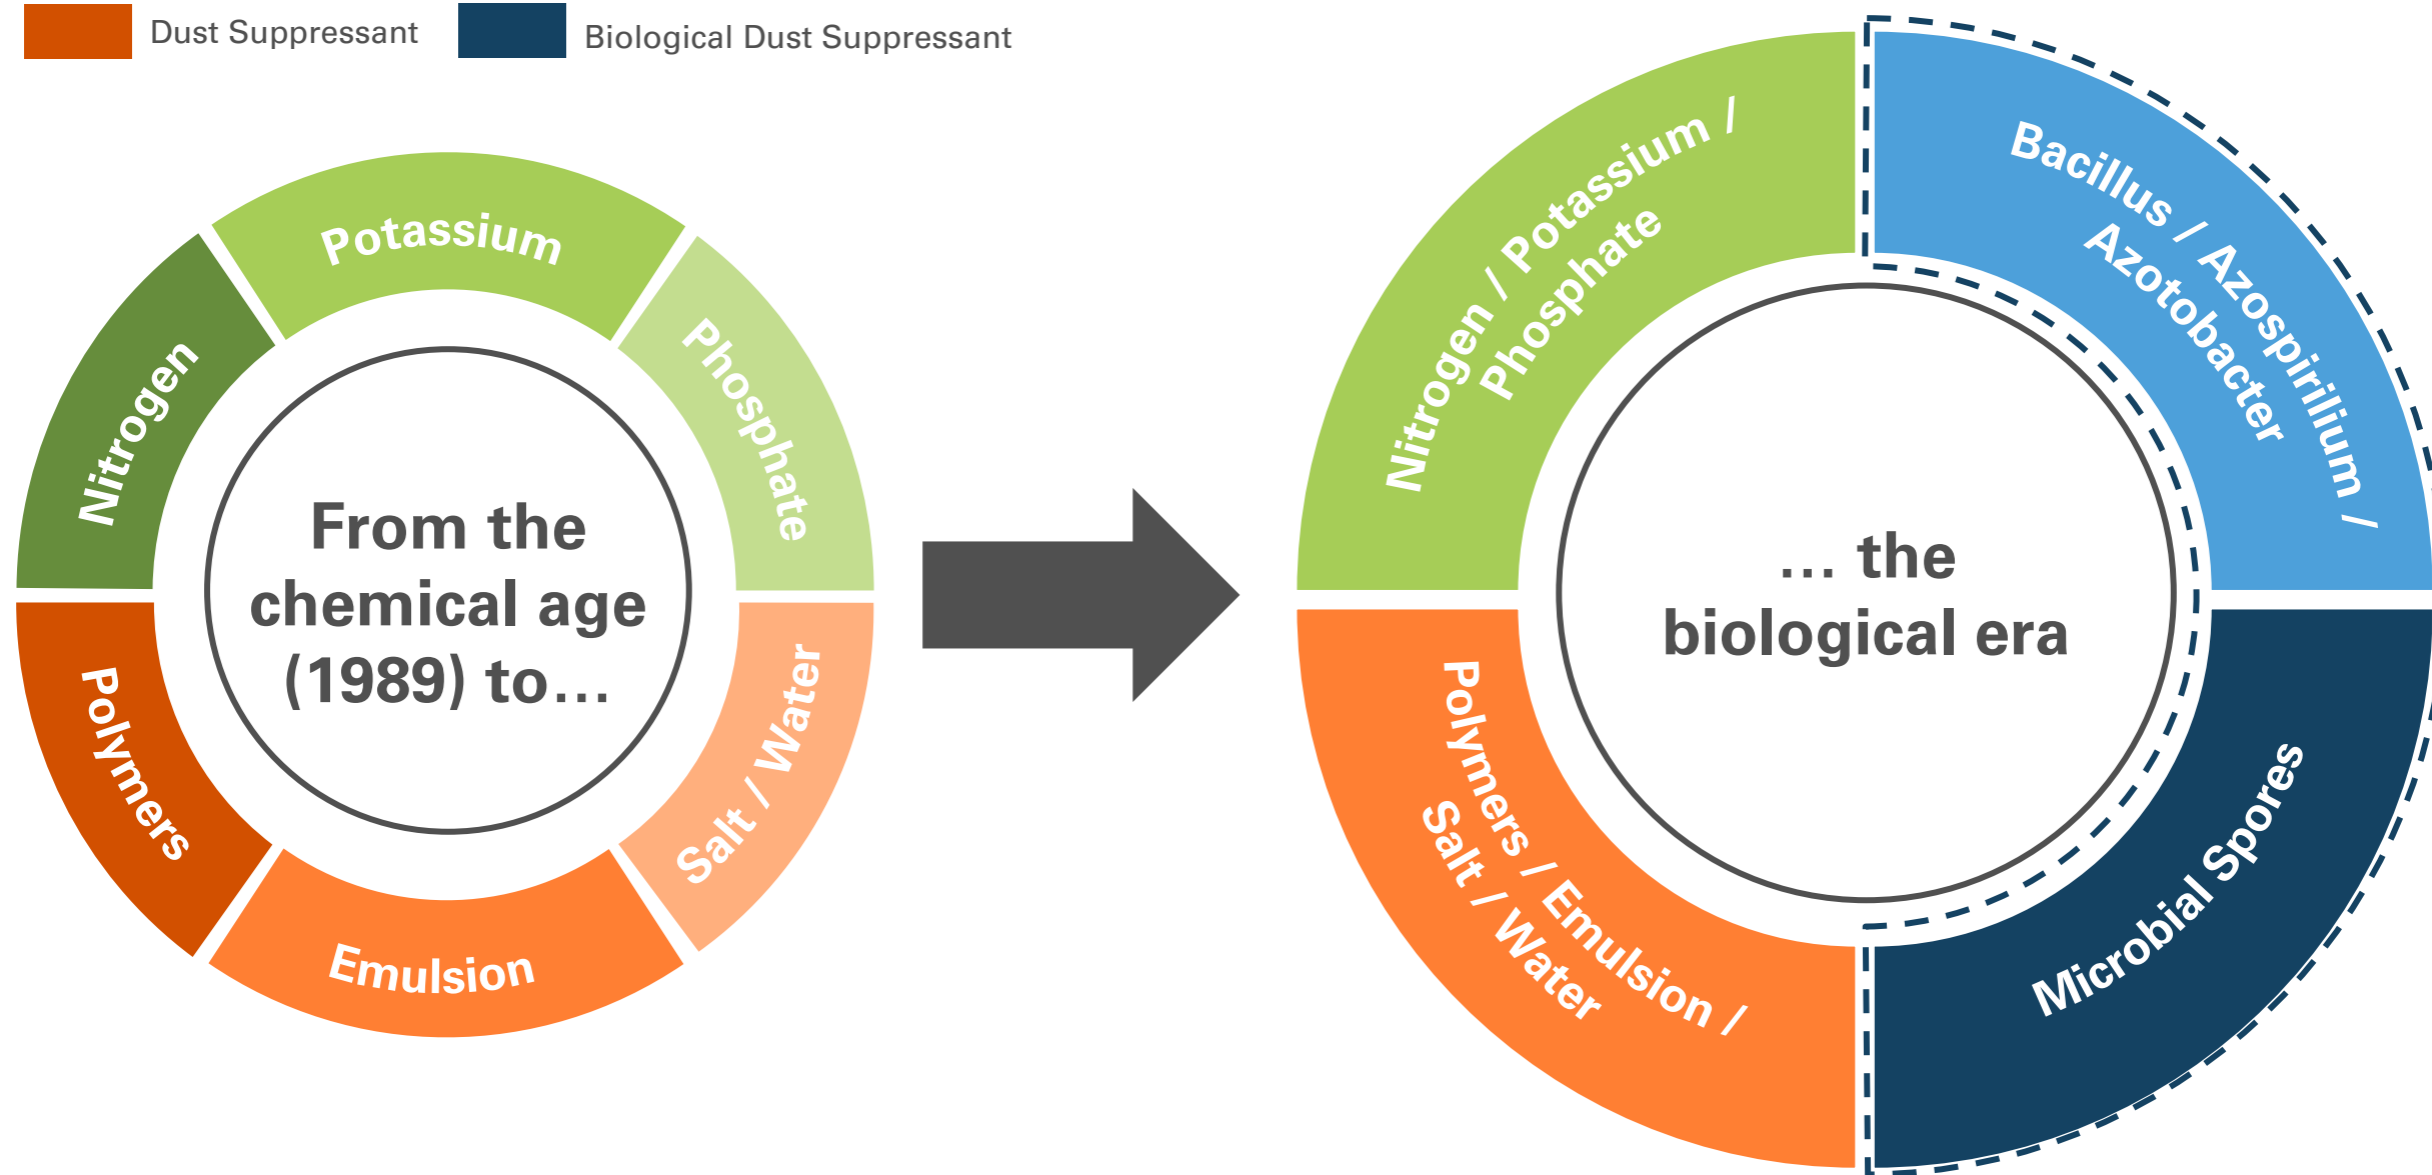 Dust Suppressant
Biological Dust Suppressant
Nitrogen
Potassium
Phosphate
Polymers
Emulsion
Salt / Water
From the
chemical age
(1989) to...
Nitrogen / Potassium /
Phosphate
Bacillus / Azospirilium /
Azotobacter
Polymers / Emulsion /
Salt / Water
Microbial Spores
... the
biological era